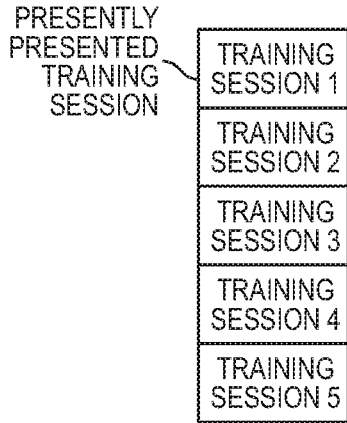 PRESENTLY
PRESENTED
TRAINING
SESSION
TRAINING
SESSION 1
TRAINING
SESSION 2
TRAINING
SESSION 3
TRAINING
SESSION 4
TRAINING
SESSION 5